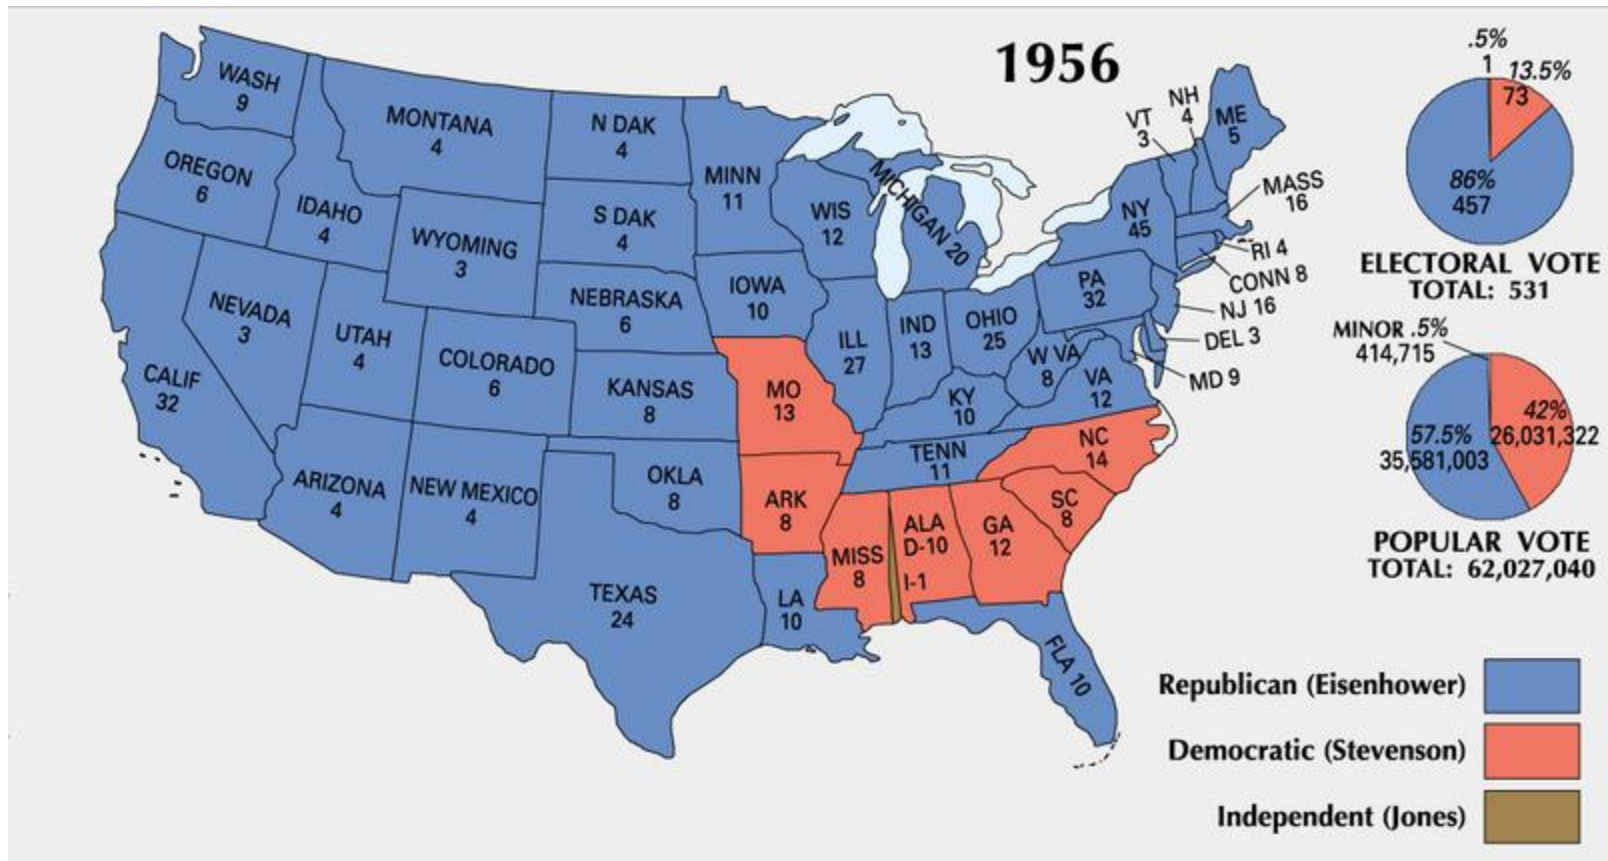 1956
WASH
9
OREGON
6
CALIF
32
NEVADA
3
IDAHO
4
MONTANA
4
WYOMING
3
UTAH
4
COLORADO
6
ARIZONA
4
NEW MEXICO
4
N DAK
4
S DAK
4
NEBRASKA
6
KANSAS
8
OKLA
8
TEXAS
24
MINN
11
IOWA
10
MO
13
ARK
8
LA
10
WIS
12
ILL
27
MICHIGAN 20
IND
13
OHIO
25
KY
10
TENN
11
MISS
8
ALA
D-10
I-1
GA
12
FLA 10
SC
8
NC
14
VA
12
W VA
8
PA
32
NY
45
VT
3
NH
4
ME
5
MASS
16
RI 4
CONN 8
NJ 16
DEL 3
MD 9
.5%
1
13.5%
73
86%
457
ELECTORAL VOTE
TOTAL: 531
MINOR .5%
414,715
42%
26,031,322
57.5%
35,581,003
POPULAR VOTE
TOTAL: 62,027,040
Republican (Eisenhower)
Democratic (Stevenson)
Independent (Jones)